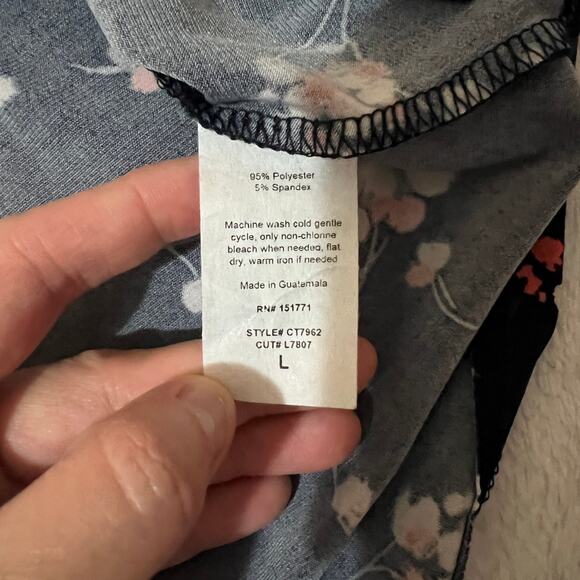 95% Polyester
5% Spandex
Machine wash cold gentle
cycle, only non-chlorine
bleach when needed, flat
dry, warm iron if needed
Made in Guatemala
RN# 151771
STYLE# CT7962
CUT# L7807
L